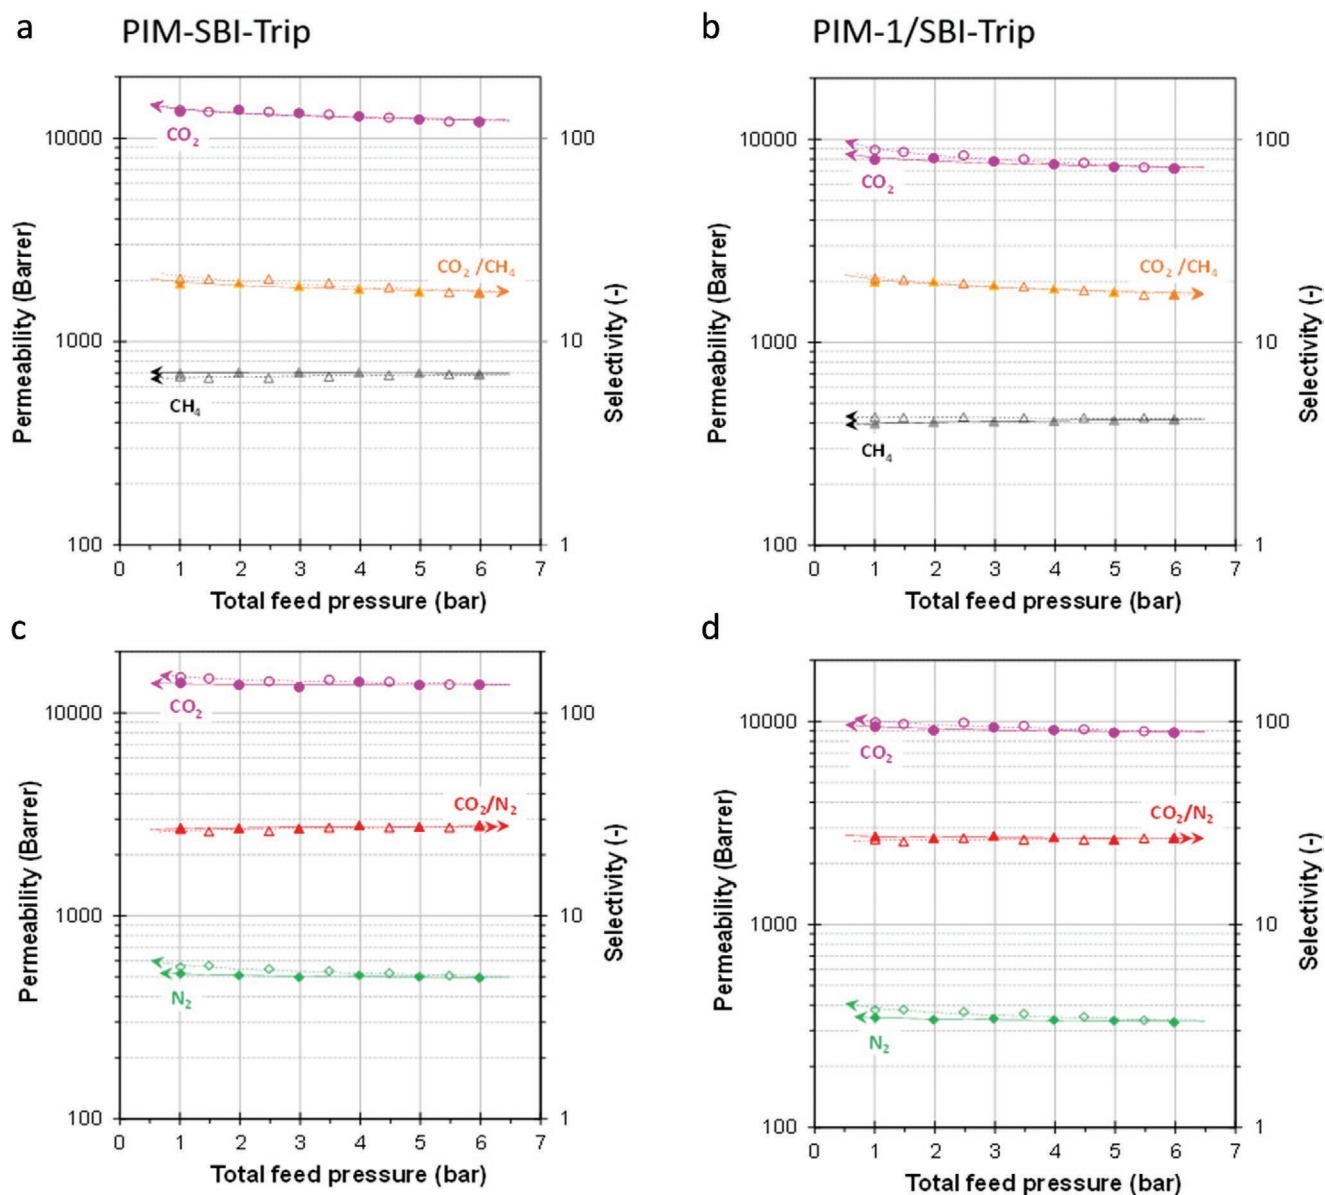 a PIM-SBI-Trip
Permeability (Barrer)
10000
1000
100
CO₂
CO₂ /CH₄
CH₄
100
10
1
Selectivity (-)
0 1 2 3 4 5 6 7
Total feed pressure (bar)
b PIM-1/SBI-Trip
Permeability (Barrer)
10000
1000
100
CO₂
CO₂ /CH₄
CH₄
100
10
1
Selectivity (-)
0 1 2 3 4 5 6 7
Total feed pressure (bar)
c
Permeability (Barrer)
10000
1000
100
CO₂
CO₂/N₂
N₂
100
10
1
Selectivity (-)
0 1 2 3 4 5 6 7
Total feed pressure (bar)
d
Permeability (Barrer)
10000
1000
100
CO₂
CO₂/N₂
N₂
100
10
1
Selectivity (-)
0 1 2 3 4 5 6 7
Total feed pressure (bar)